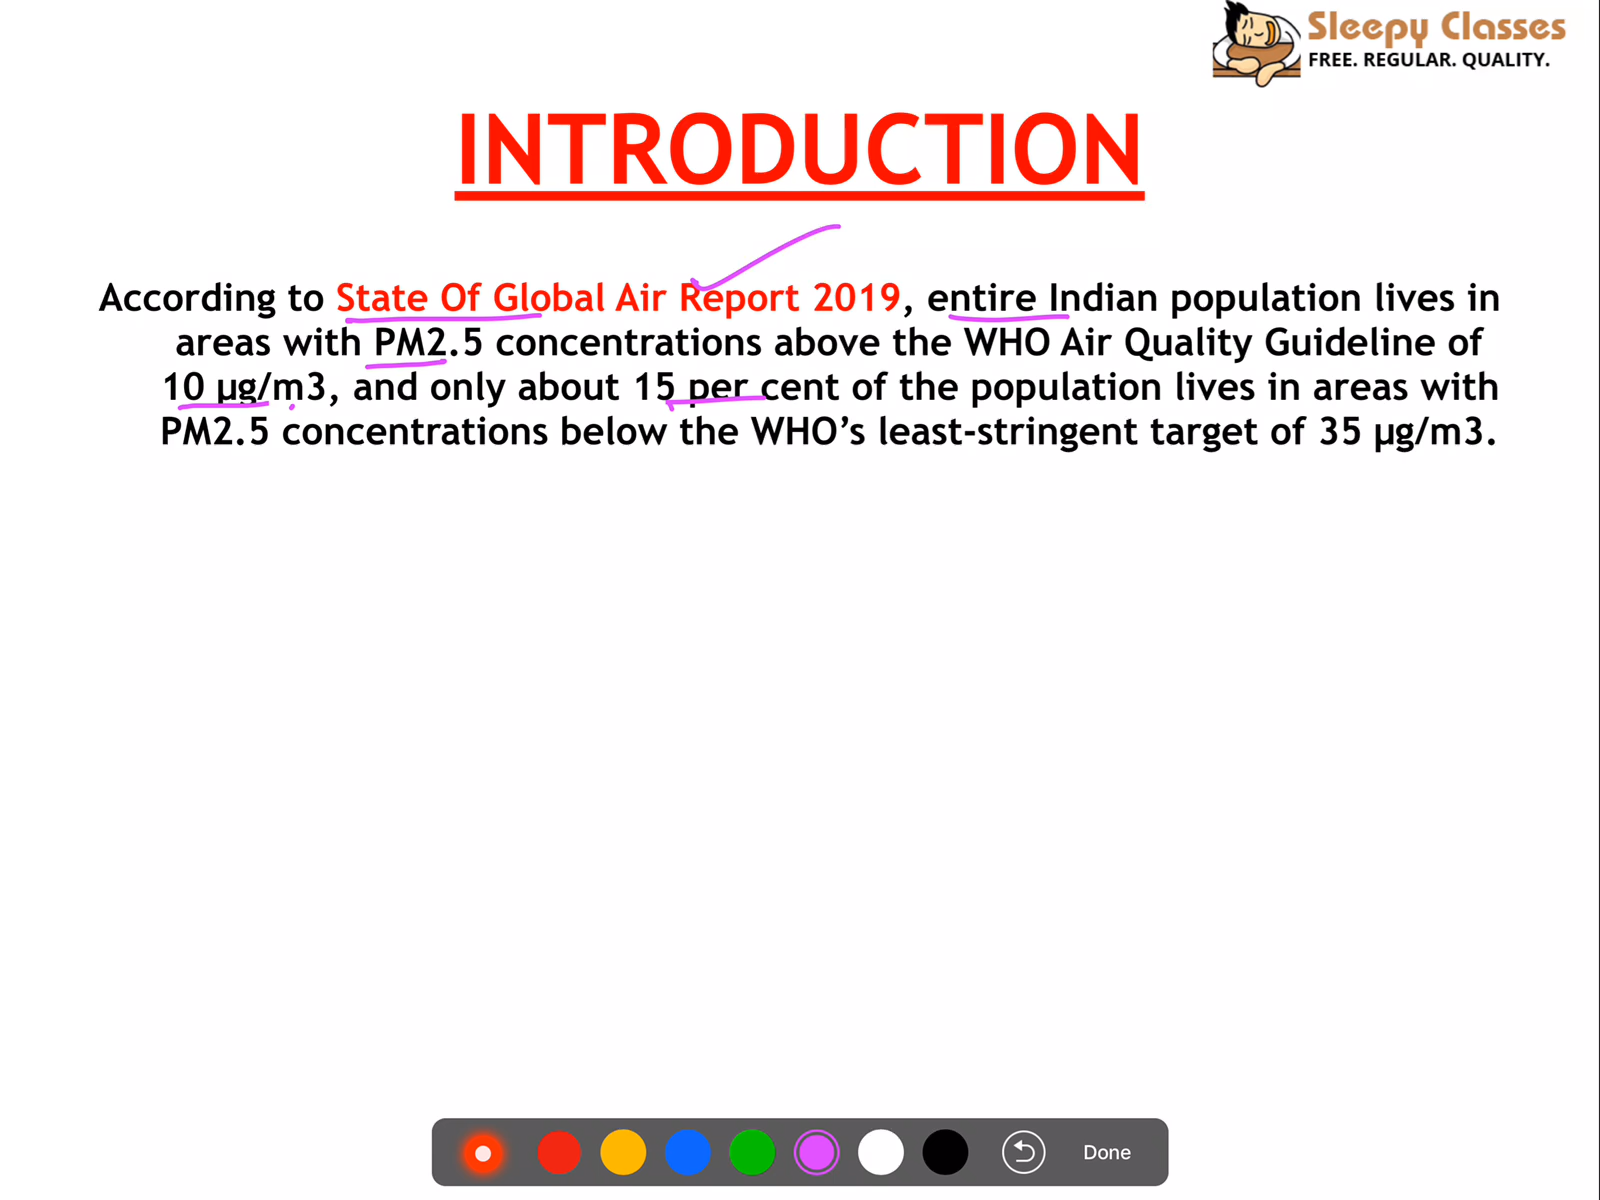 Sleepy Classes
FREE. REGULAR. QUALITY.
INTRODUCTION
According to State Of Global Air Report 2019, entire Indian population lives in
areas with PM2.5 concentrations above the WHO Air Quality Guideline of
10 µg/m3, and only about 15 per cent of the population lives in areas with
PM2.5 concentrations below the WHO’s least-stringent target of 35 µg/m3.
Done